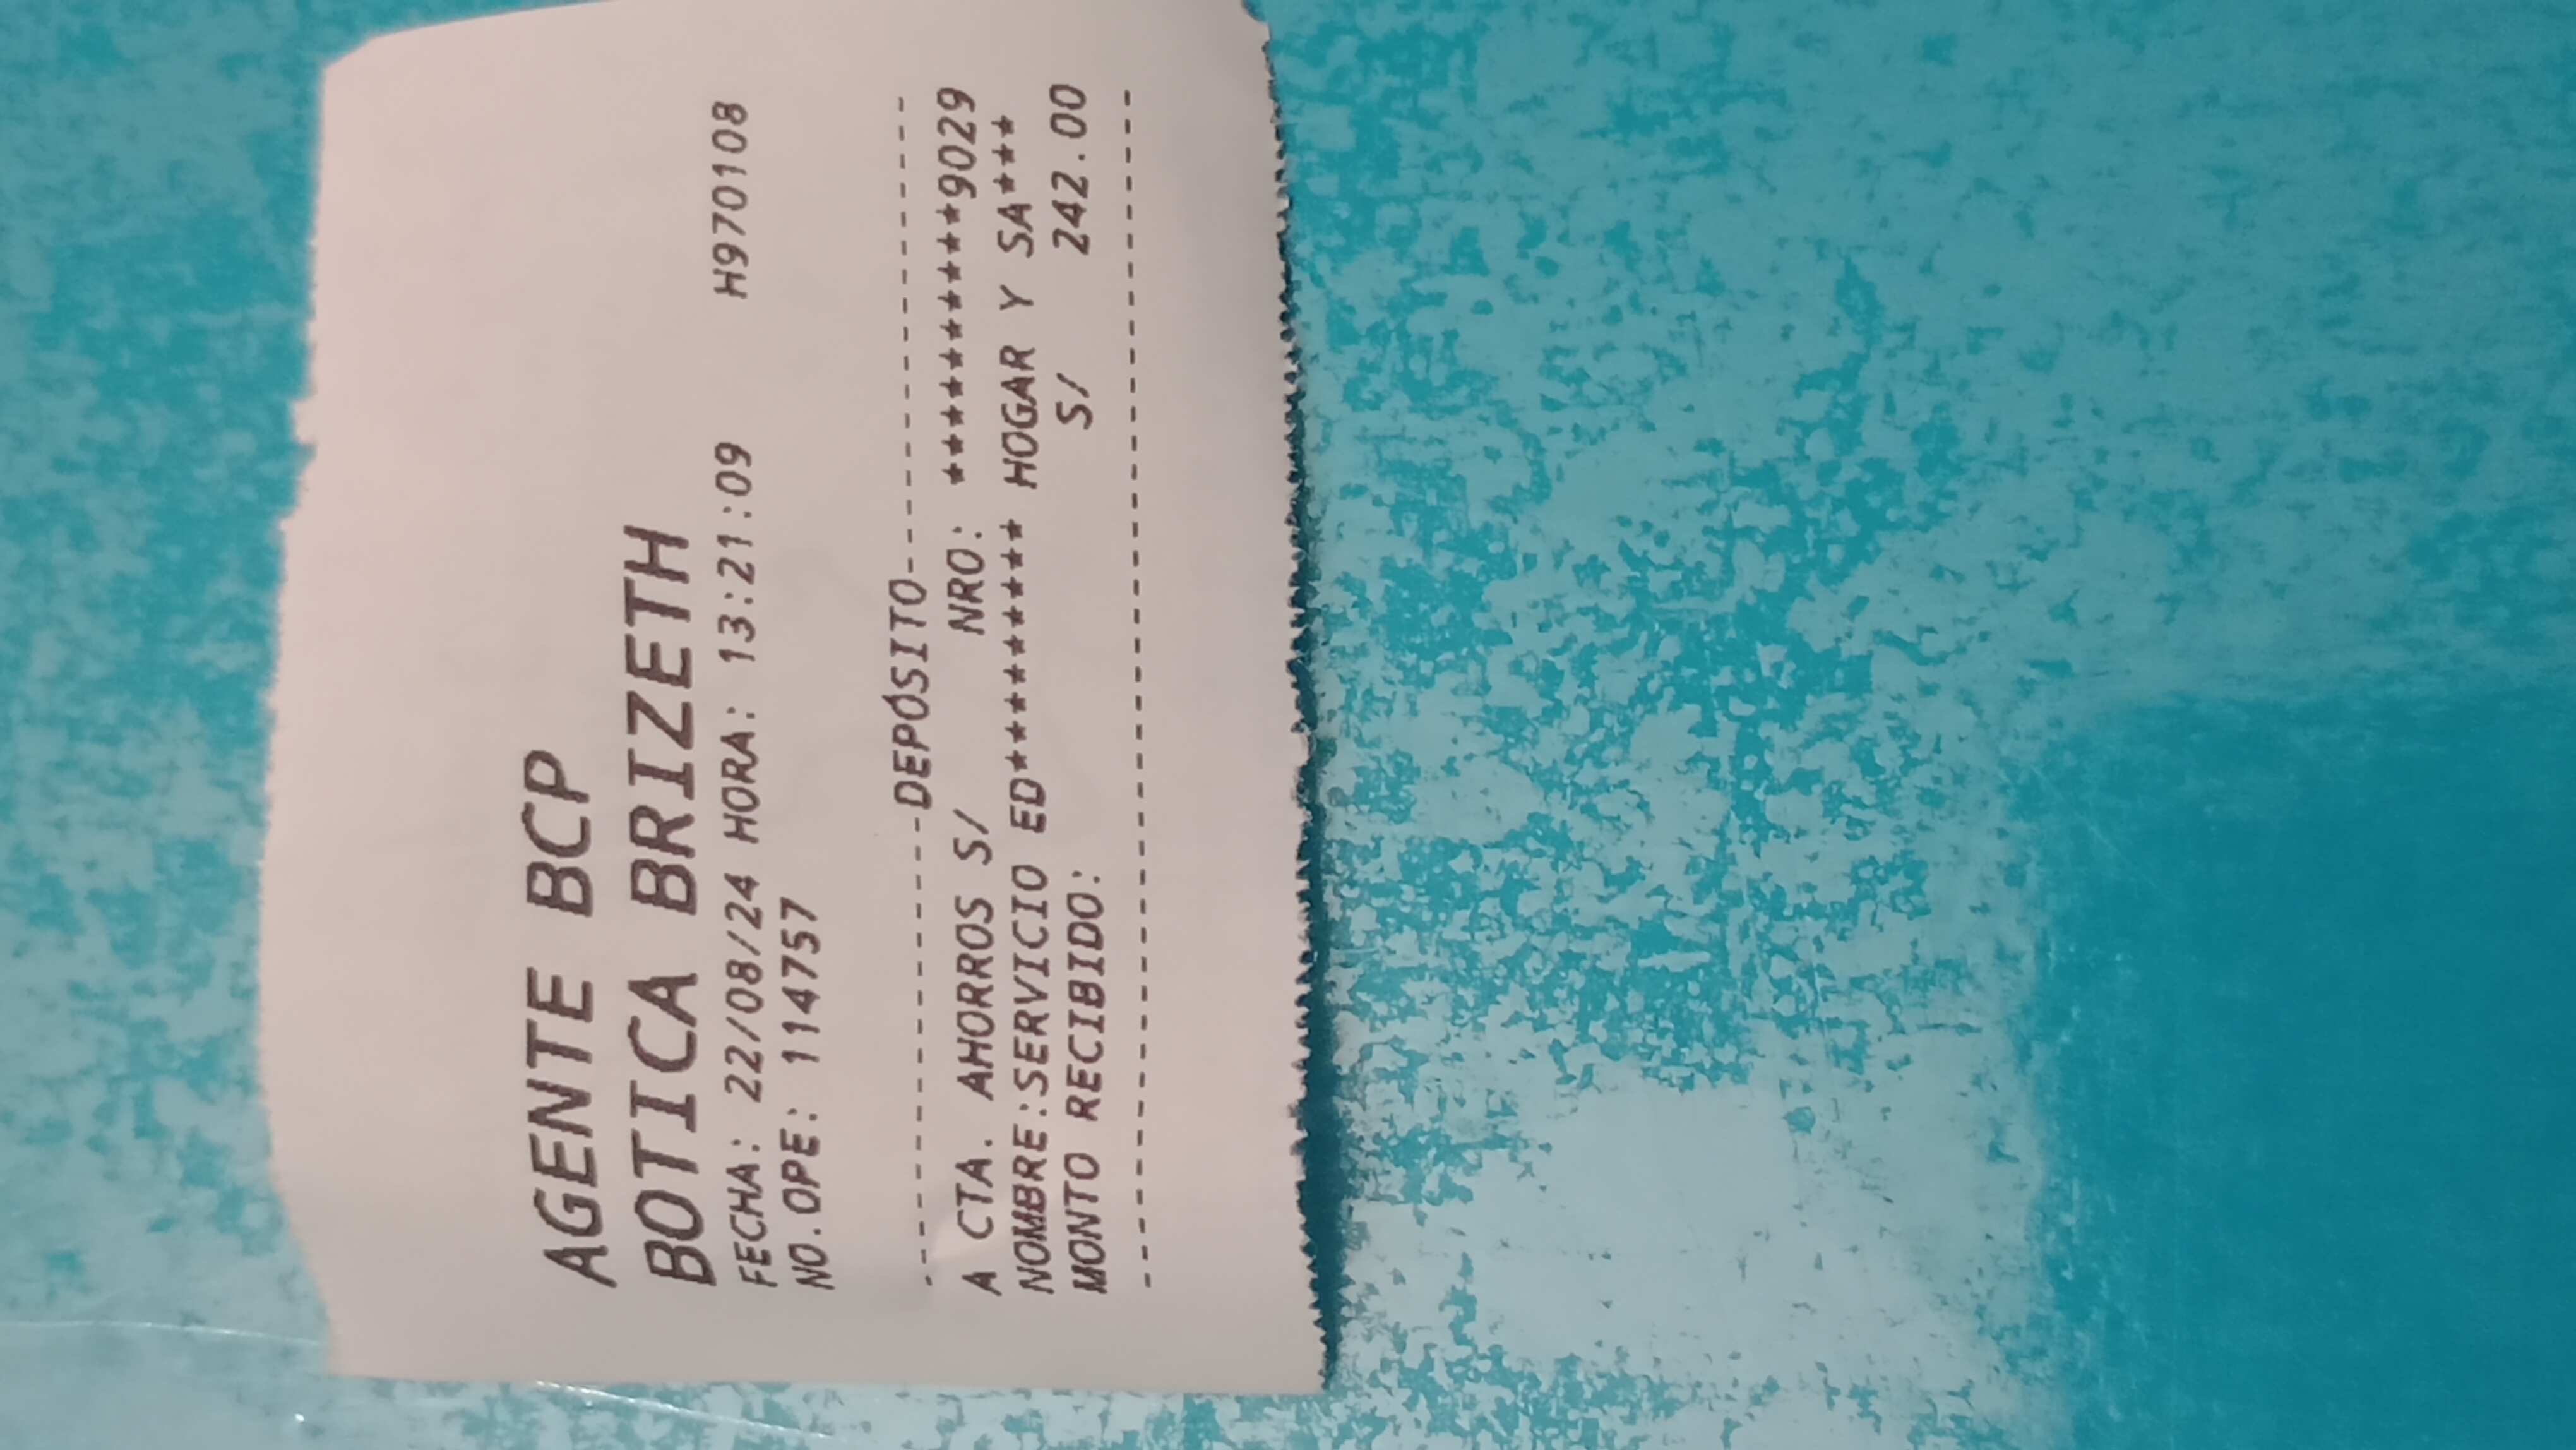 AGENTE BCP
BOTICA BRIZETH
FECHA: 22/08/24 HORA: 13:21:09 H970108
NO.OPE: 114757
--------------DEPÓSITO------------------
A CTA. AHORROS S/ NRO: **********9029
NOMBRE:SERVICIO ED********** HOGAR Y SA***
MONTO RECIBIDO: S/ 242.00
------------------------------------------